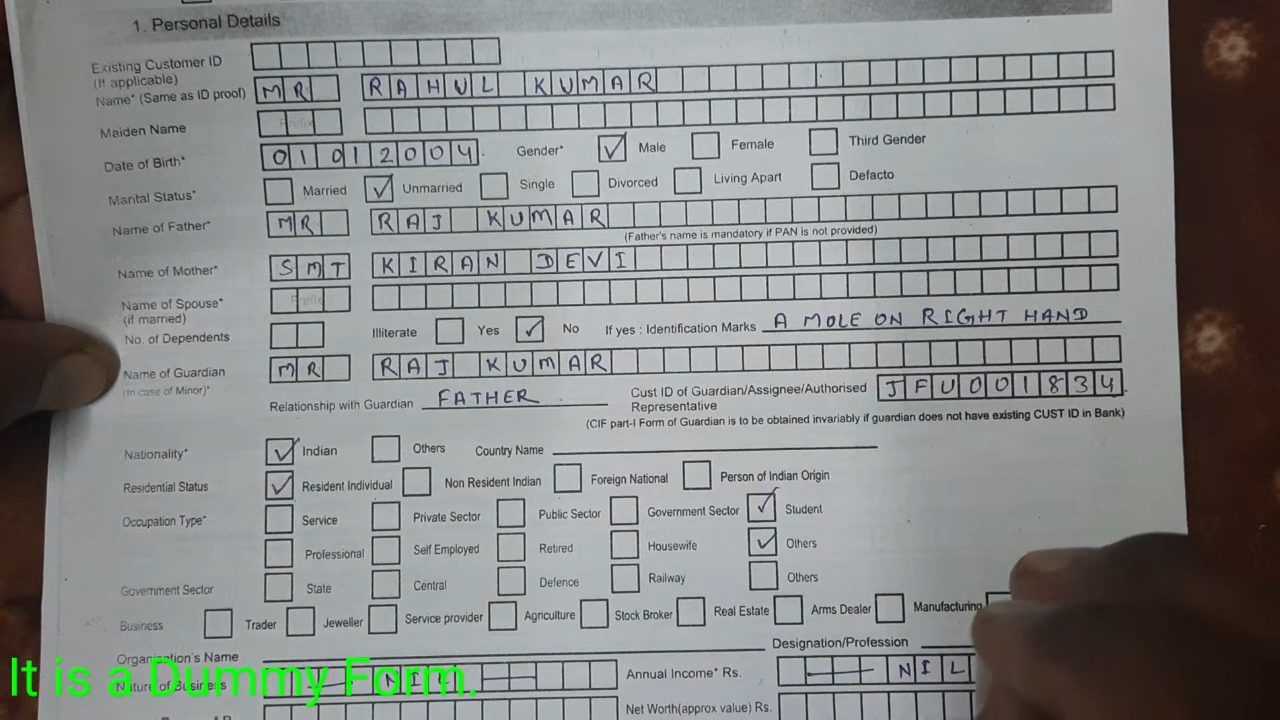 1. Personal Details
Existing Customer ID
(If applicable)
Name* (Same as ID proof) MR RAHUL KUMAR
Maiden Name Prefix
Date of Birth* 01012004 Gender* Male Female Third Gender
Marital Status* Married Unmarried Single Divorced Living Apart Defacto
Name of Father* MR RAJ KUMAR
(Father's name is mandatory if PAN is not provided)
Name of Mother* SMT KIRAN DEVI
Name of Spouse* Prefix
(if married)
No. of Dependents Illiterate Yes No If yes : Identification Marks A MOLE ON RIGHT HAND
Name of Guardian MR RAJ KUMAR
(In case of Minor)*
Relationship with Guardian FATHER Cust ID of Guardian/Assignee/Authorised JFU001834
Representative
(CIF part-I Form of Guardian is to be obtained invariably if guardian does not have existing CUST ID in Bank)
Nationality* Indian Others Country Name
Residential Status Resident Individual Non Resident Indian Foreign National Person of Indian Origin
Occupation Type* Service Private Sector Public Sector Government Sector Student
Professional Self Employed Retired Housewife Others
Government Sector State Central Defence Railway Others
Business Trader Jeweller Service provider Agriculture Stock Broker Real Estate Arms Dealer Manufacturing
Organisation's Name Designation/Profession
Nature of Business NIL Annual Income* Rs. NIL
Net Worth(approx value) Rs.
It is a Dummy Form.